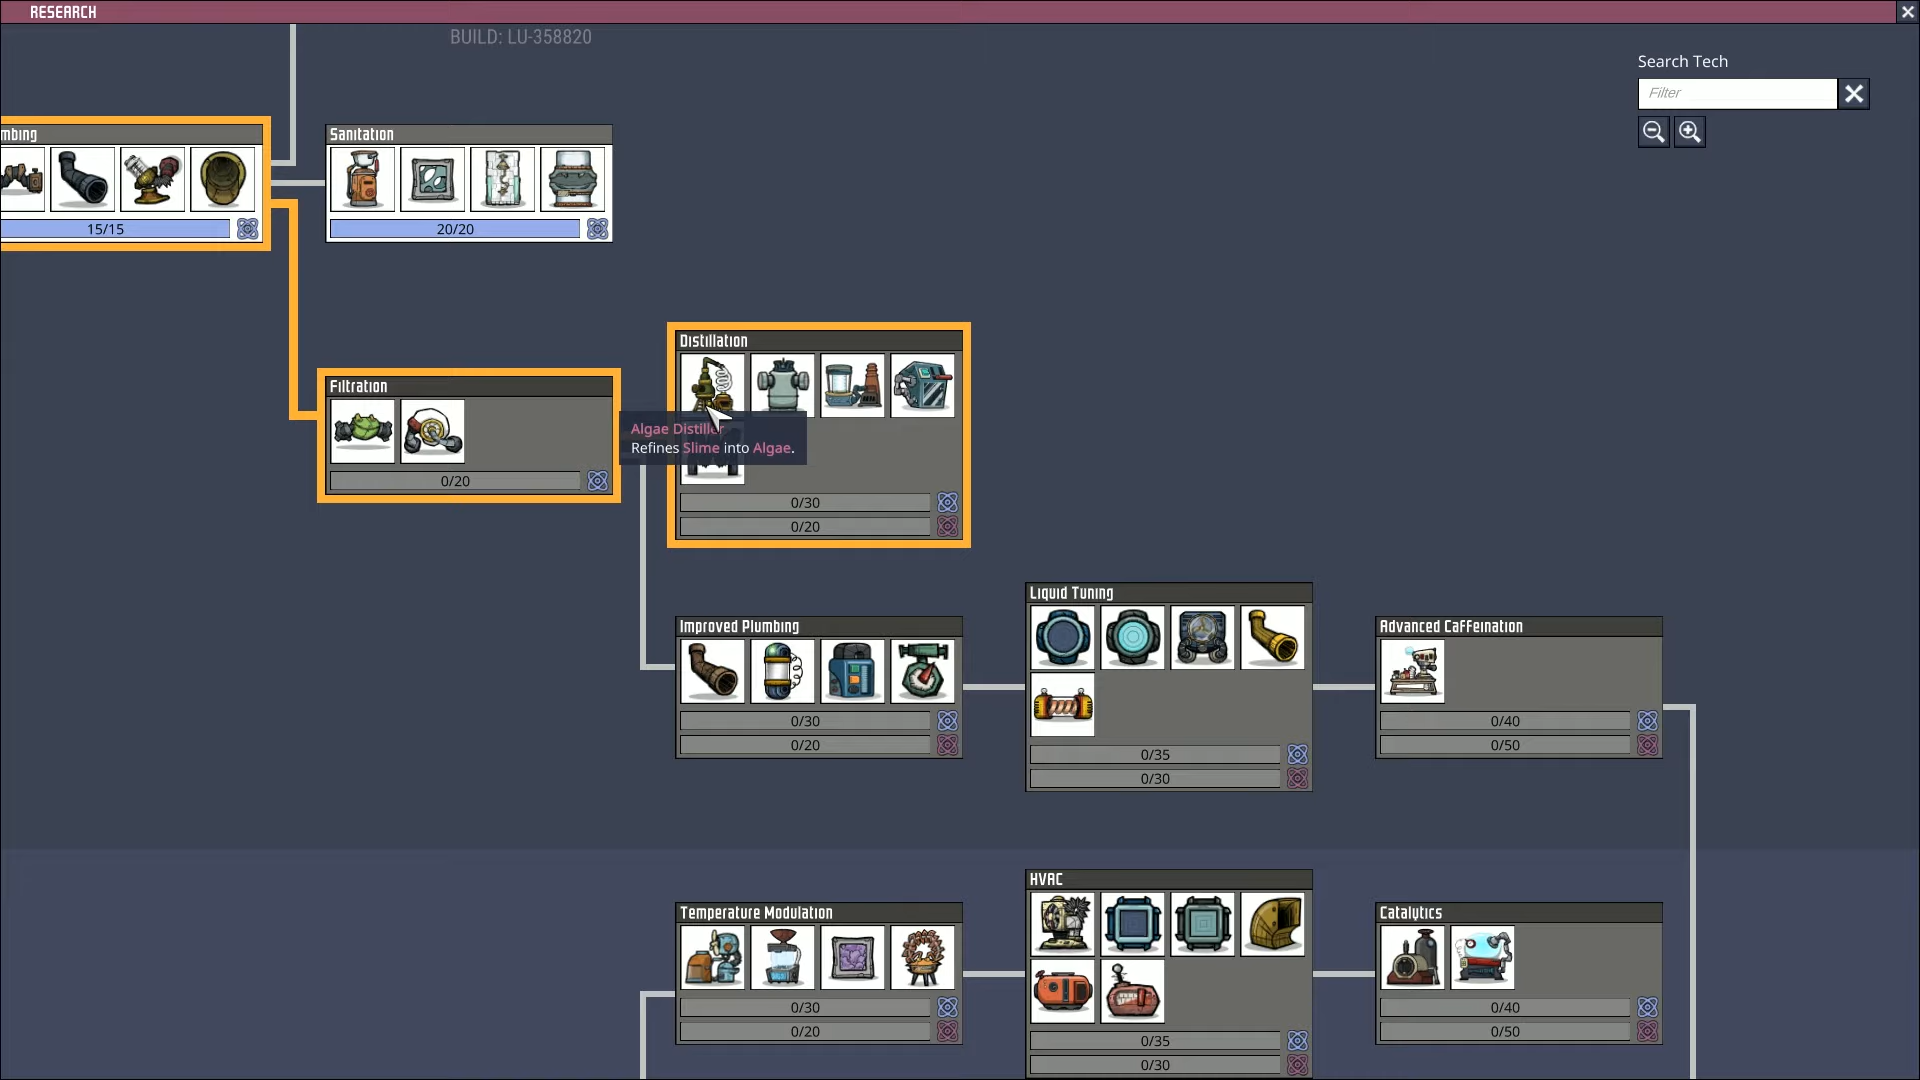 RESEARCH
BUILD: LU-358820
Search Tech
Filter
mbing
15/15
Sanitation
20/20
Distillation
0/30
0/20
Filtration
0/20
Algae Distiller
Refines Slime into Algae.
Improved Plumbing
0/30
0/20
Liquid Tuning
0/35
0/30
Advanced Caffeination
0/40
0/50
Temperature Modulation
0/30
0/20
HVAC
0/35
0/30
Catalytics
0/40
0/50